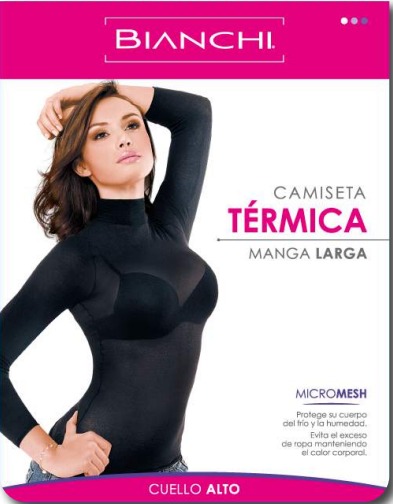 BIANCHI
CAMISETA
TÉRMICA
MANGA LARGA
MICROMESH
Protege su cuerpo
del frío y la humedad.
Evita el exceso
de ropa manteniendo
el calor corporal.
CUELLO ALTO